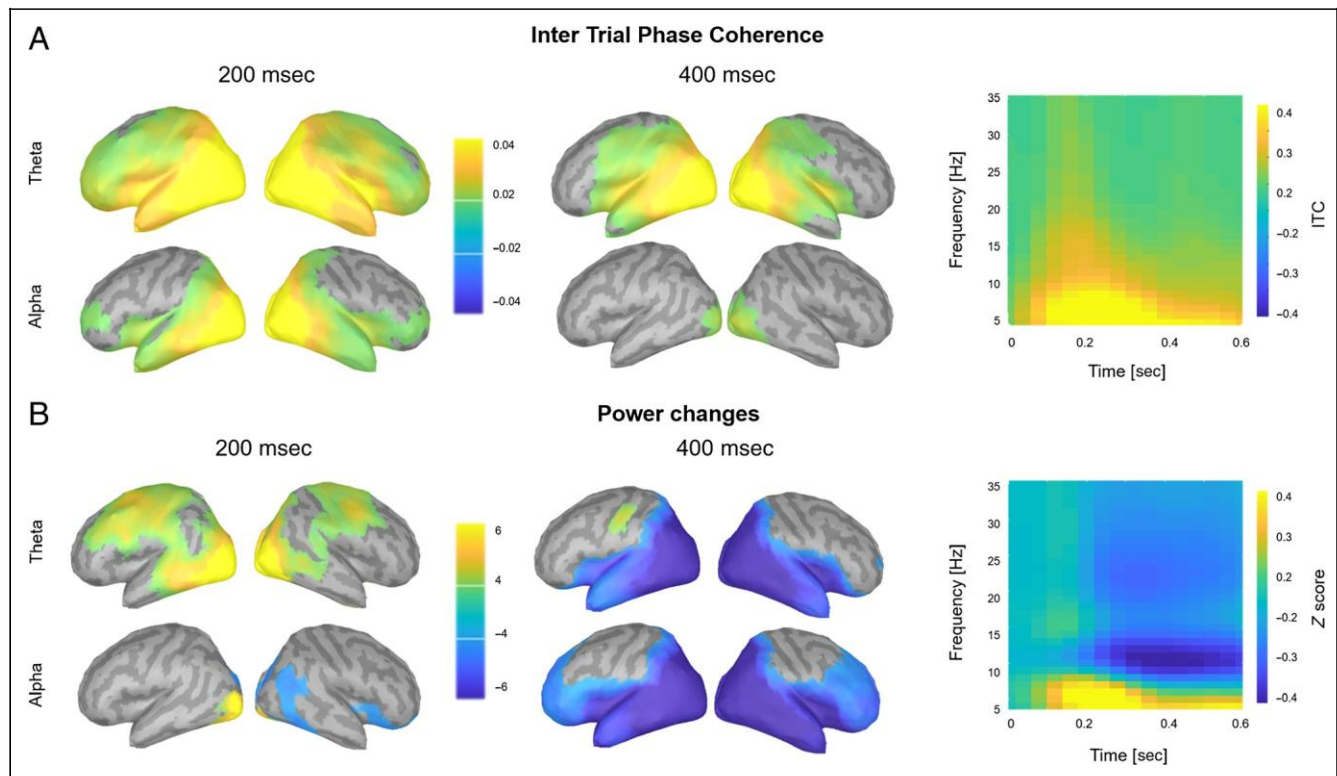 A
Inter Trial Phase Coherence
200 msec
400 msec
Theta
Alpha
0.04
0.02
−0.02
−0.04
Frequency [Hz]
35
30
25
20
15
10
5
0
0.2
0.4
0.6
Time [sec]
0.4
0.3
0.2
−0.2
−0.3
−0.4
ITC
B
Power changes
200 msec
400 msec
Theta
Alpha
6
4
−4
−6
Frequency [Hz]
35
30
25
20
15
10
5
0
0.2
0.4
0.6
Time [sec]
0.4
0.3
0.2
−0.2
−0.3
−0.4
Z score